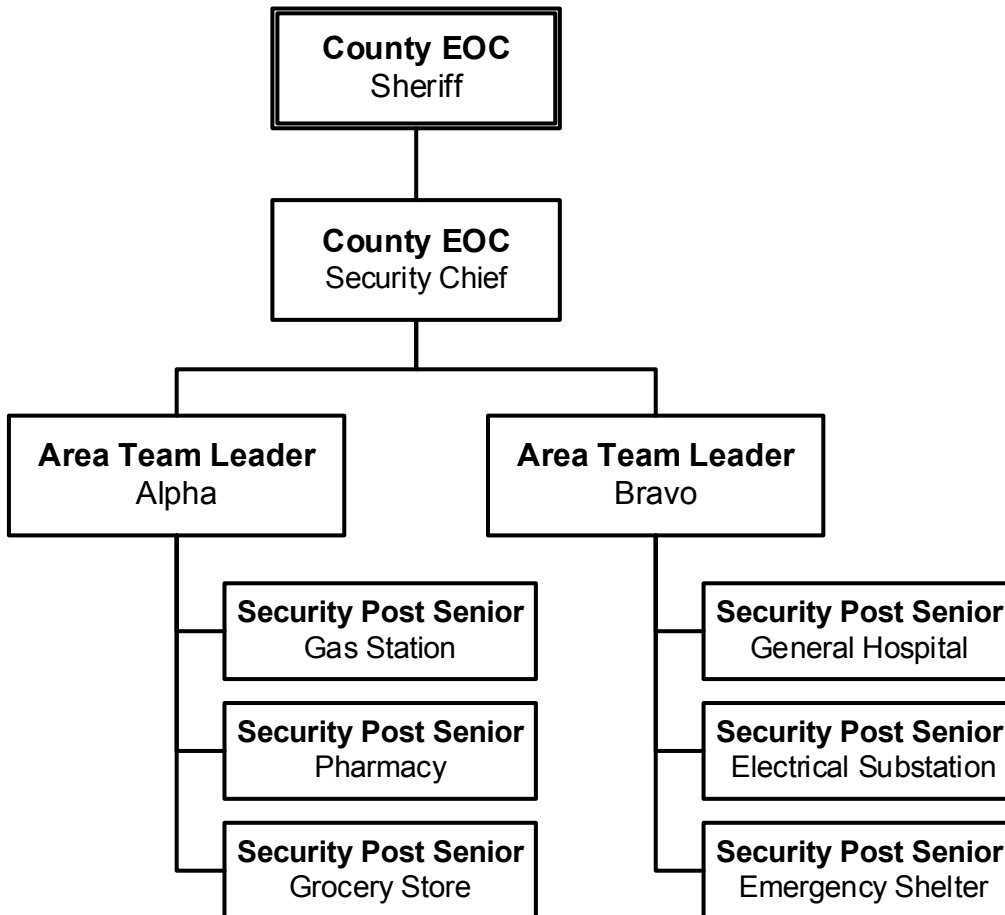 County EOC
Sheriff
County EOC
Security Chief
Area Team Leader
Alpha
Area Team Leader
Bravo
Security Post Senior
Gas Station
Security Post Senior
General Hospital
Security Post Senior
Pharmacy
Security Post Senior
Electrical Substation
Security Post Senior
Grocery Store
Security Post Senior
Emergency Shelter